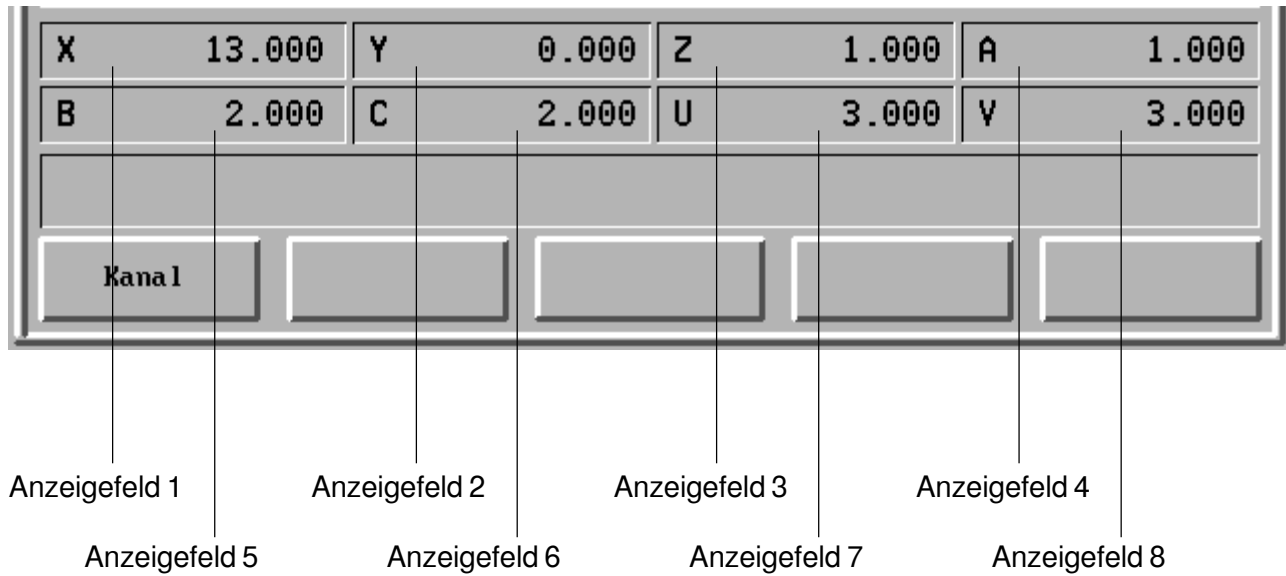 X 13.000 Y 0.000 Z 1.000 A 1.000
B 2.000 C 2.000 U 3.000 V 3.000
Kanal
Anzeigefeld 1 Anzeigefeld 2 Anzeigefeld 3 Anzeigefeld 4
Anzeigefeld 5 Anzeigefeld 6 Anzeigefeld 7 Anzeigefeld 8